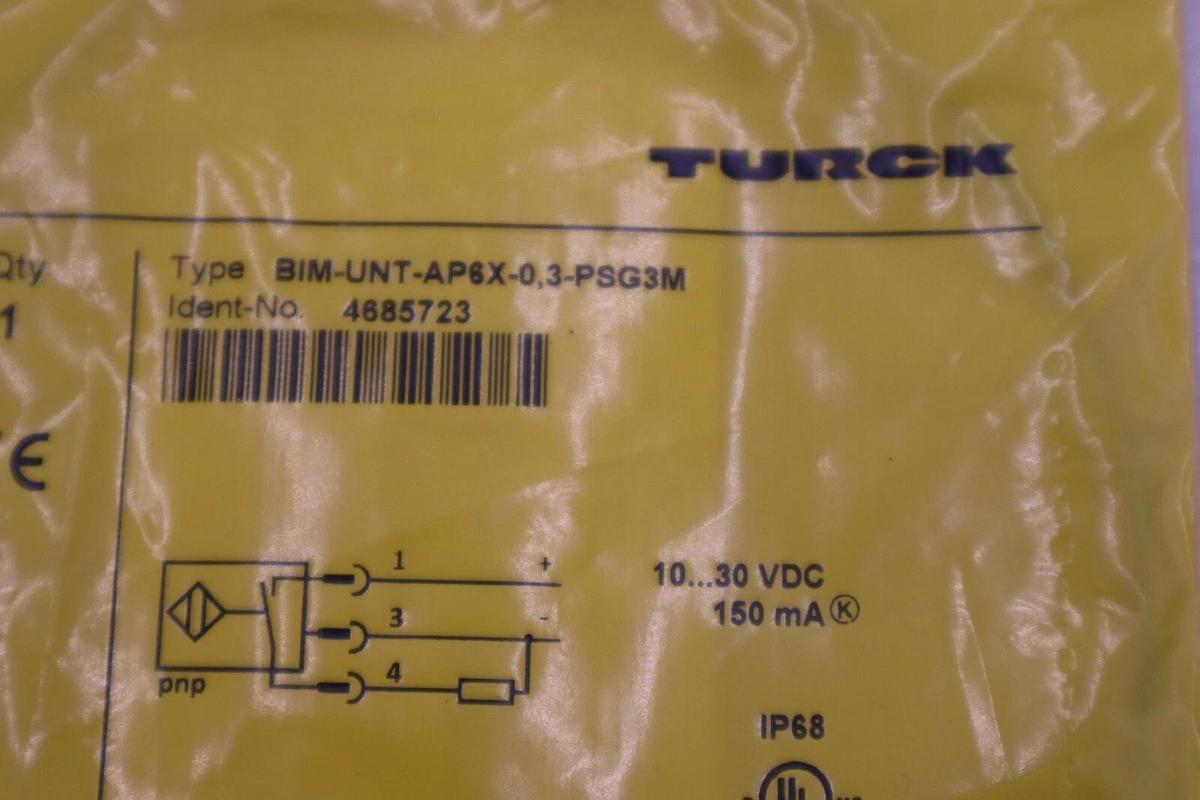 TURCK
Qty
1
Type BIM-UNT-AP6X-0,3-PSG3M
Ident-No. 4685723
CE
1 +
3 -
4
pnp
10...30 VDC
150 mA Ⓚ
IP68